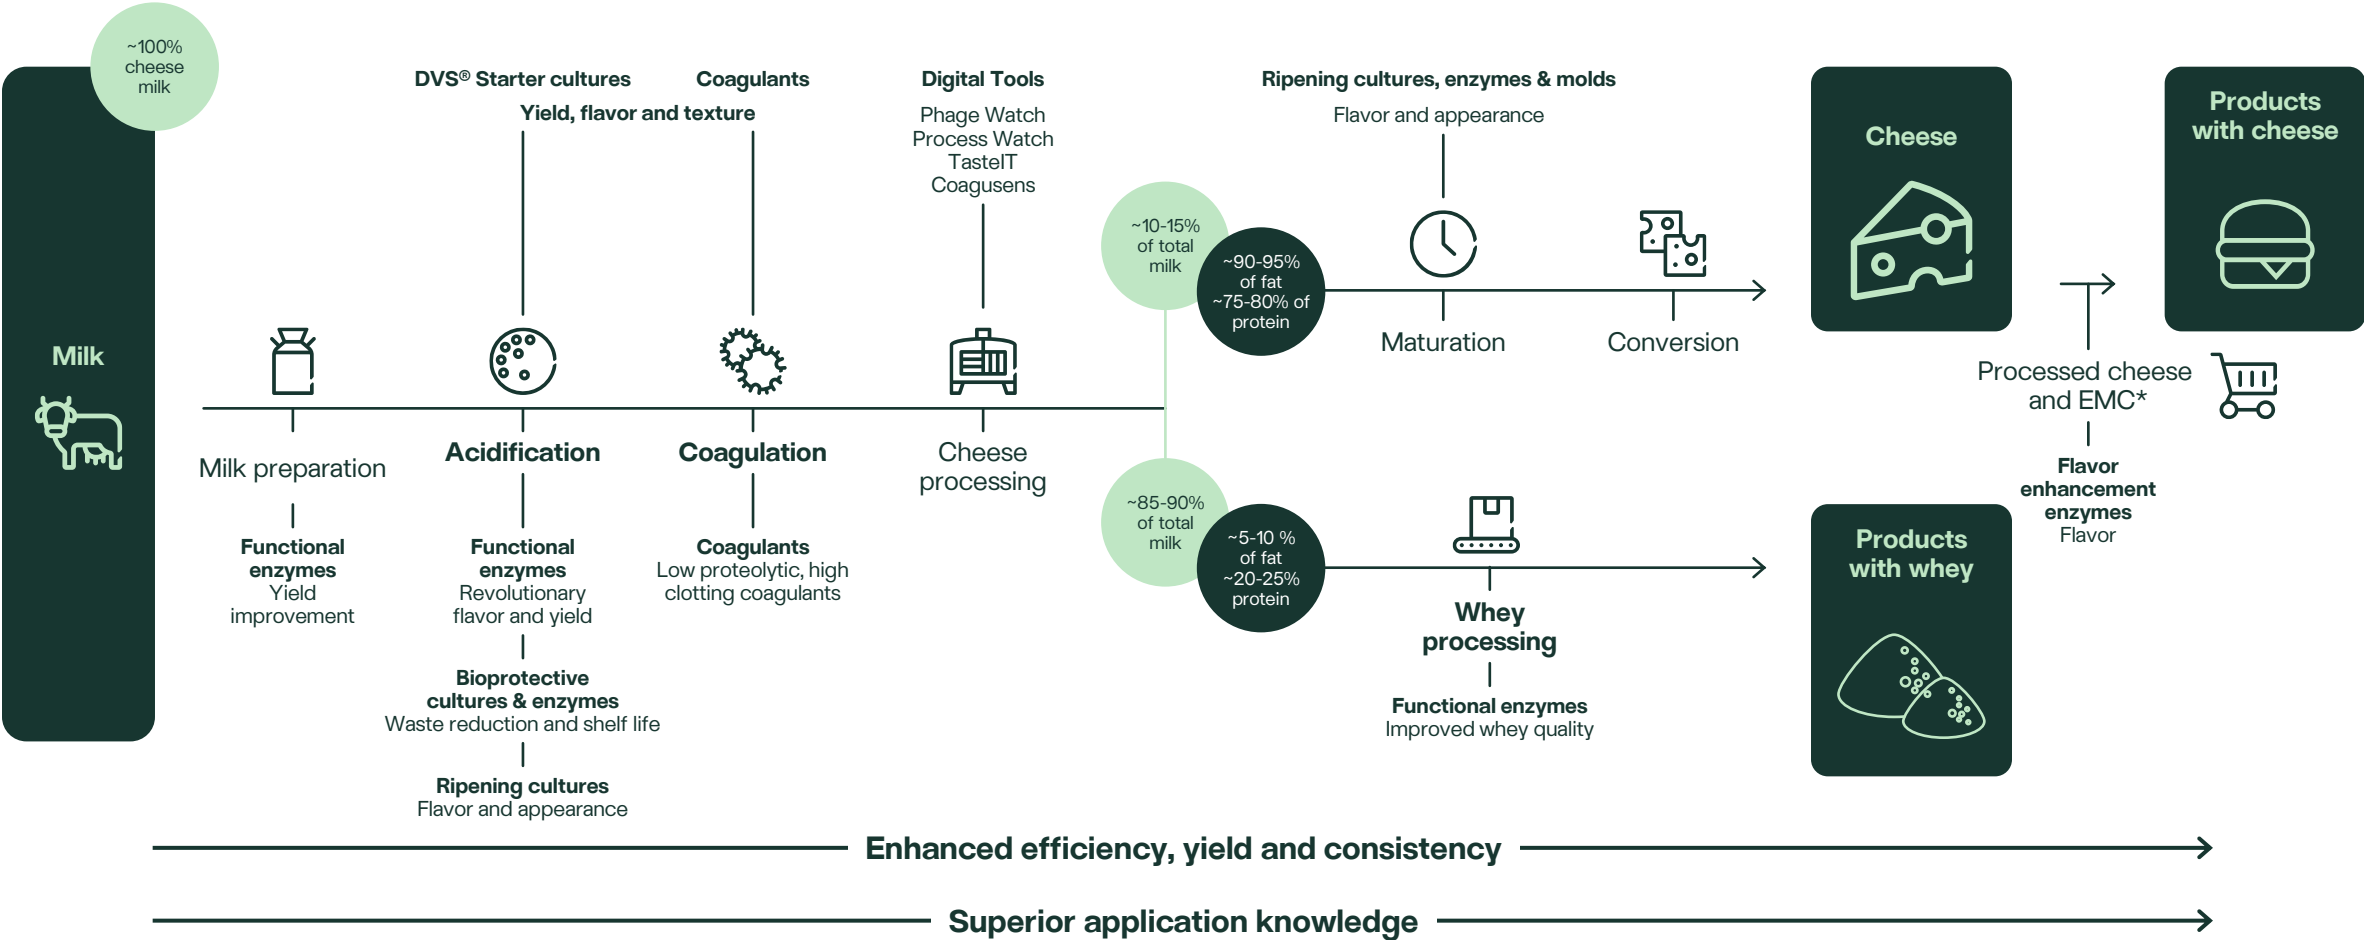 ~100%
cheese
milk
Milk
DVS® Starter cultures
Coagulants
Yield, flavor and texture
Digital Tools
Phage Watch
Process Watch
TasteIT
Coagusens
Milk preparation
Functional
enzymes
Yield
improvement
Acidification
Functional
enzymes
Revolutionary
flavor and yield
Bioprotective
cultures & enzymes
Waste reduction and shelf life
Ripening cultures
Flavor and appearance
Coagulation
Coagulants
Low proteolytic, high
clotting coagulants
Cheese
processing
~10-15%
of total
milk
~90-95%
of fat
~75-80% of
protein
Ripening cultures, enzymes & molds
Flavor and appearance
Maturation
Conversion
Cheese
Products
with cheese
Processed cheese
and EMC*
Flavor
enhancement
enzymes
Flavor
~85-90%
of total
milk
~5-10 %
of fat
~20-25%
protein
Whey
processing
Functional enzymes
Improved whey quality
Products
with whey
Enhanced efficiency, yield and consistency
Superior application knowledge